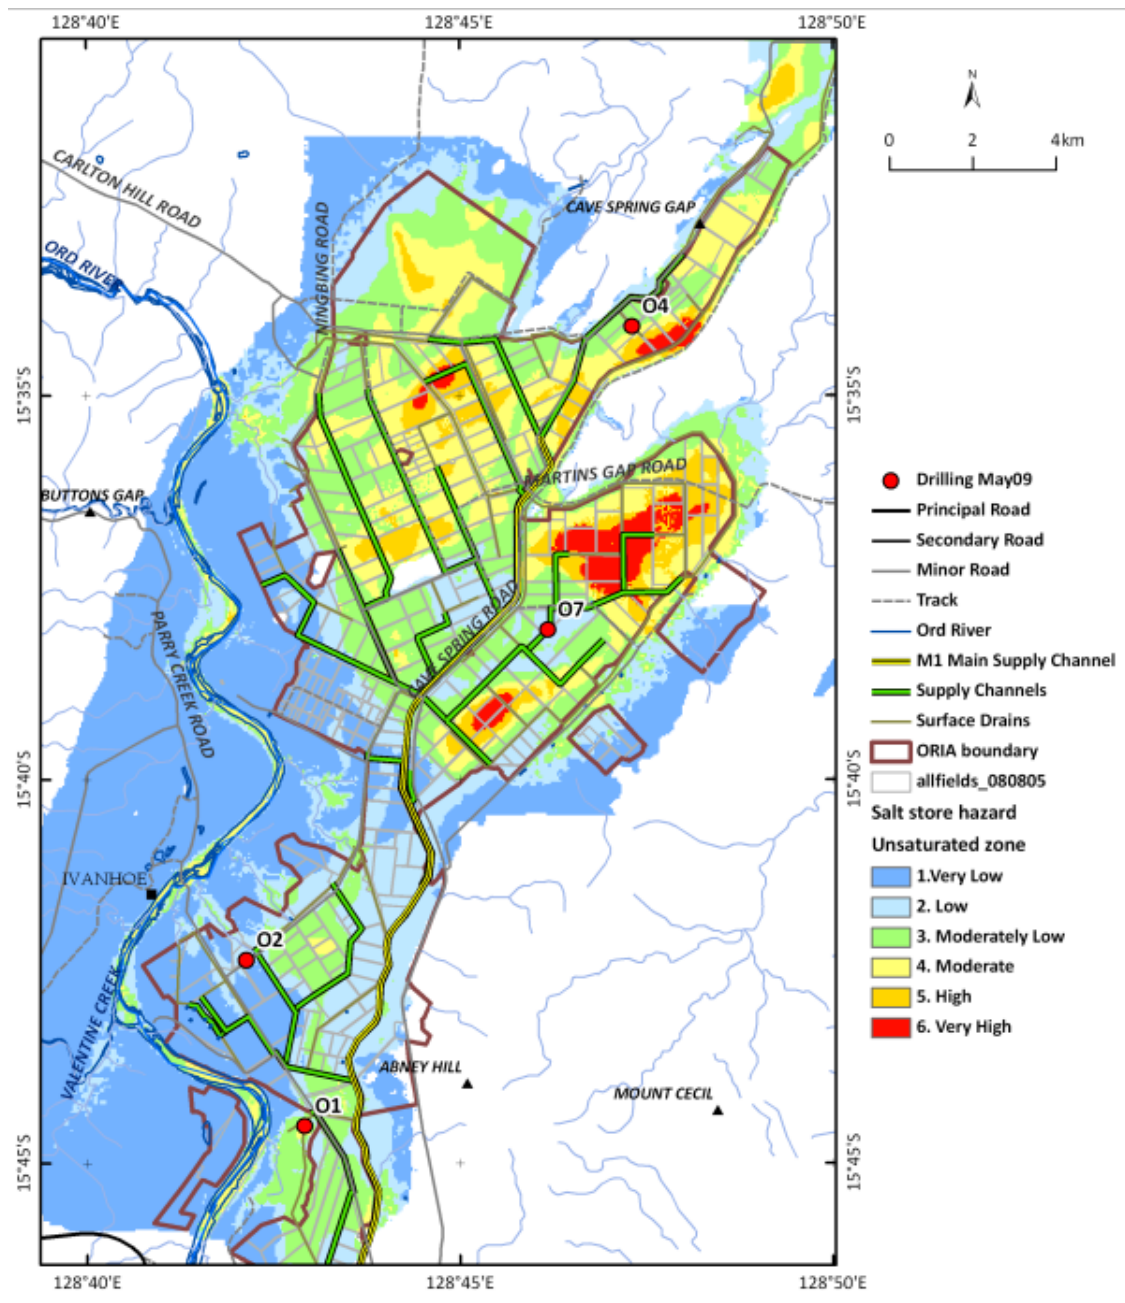 128°40'E 128°45'E 128°50'E
N
0 2 4km
CARLTON HILL ROAD
CAVE SPRING GAP
NINGBING ROAD
ORD RIVER
O4
15°35'S 15°35'S
MARTINS GAP ROAD
BUTTONS GAP
O7
CAVE SPRING ROAD
PARRY CREEK ROAD
15°40'S 15°40'S
IVANHOE
O2
VALENTINE CREEK
ABNEY HILL
MOUNT CECIL
O1
15°45'S 15°45'S
128°40'E 128°45'E 128°50'E
Drilling May09
Principal Road
Secondary Road
Minor Road
Track
Ord River
M1 Main Supply Channel
Supply Channels
Surface Drains
ORIA boundary
allfields_080805
Salt store hazard
Unsaturated zone
1.Very Low
2. Low
3. Moderately Low
4. Moderate
5. High
6. Very High